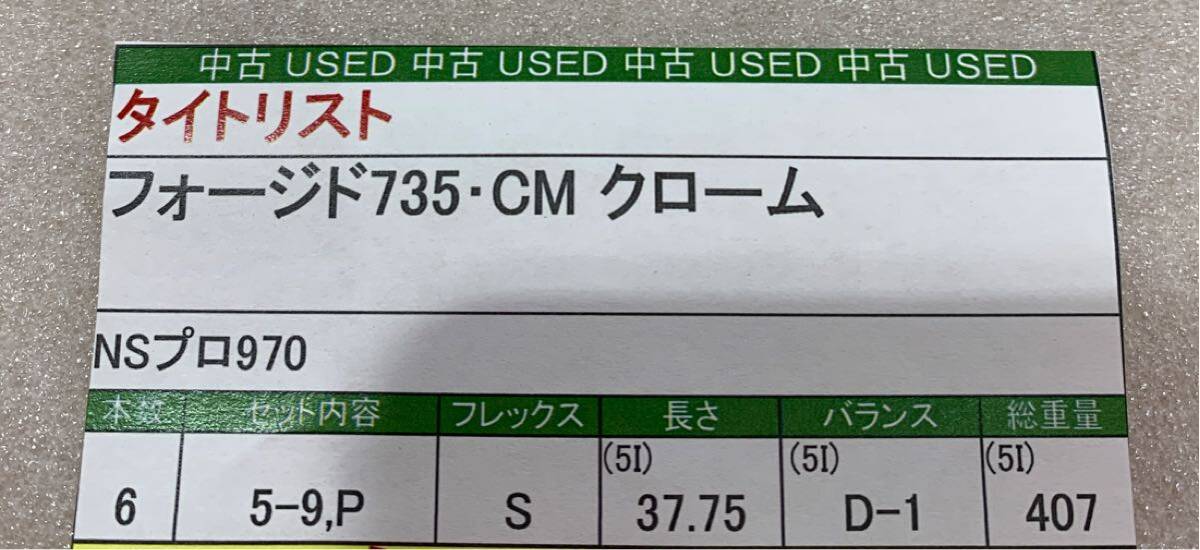 中古 USED 中古 USED 中古 USED 中古 USED
タイトリスト
フォージド735・CM クローム
NSプロ970
本数 セット内容 フレックス 長さ バランス 総重量
(5I) (5I) (5I)
6 5-9,P S 37.75 D-1 407